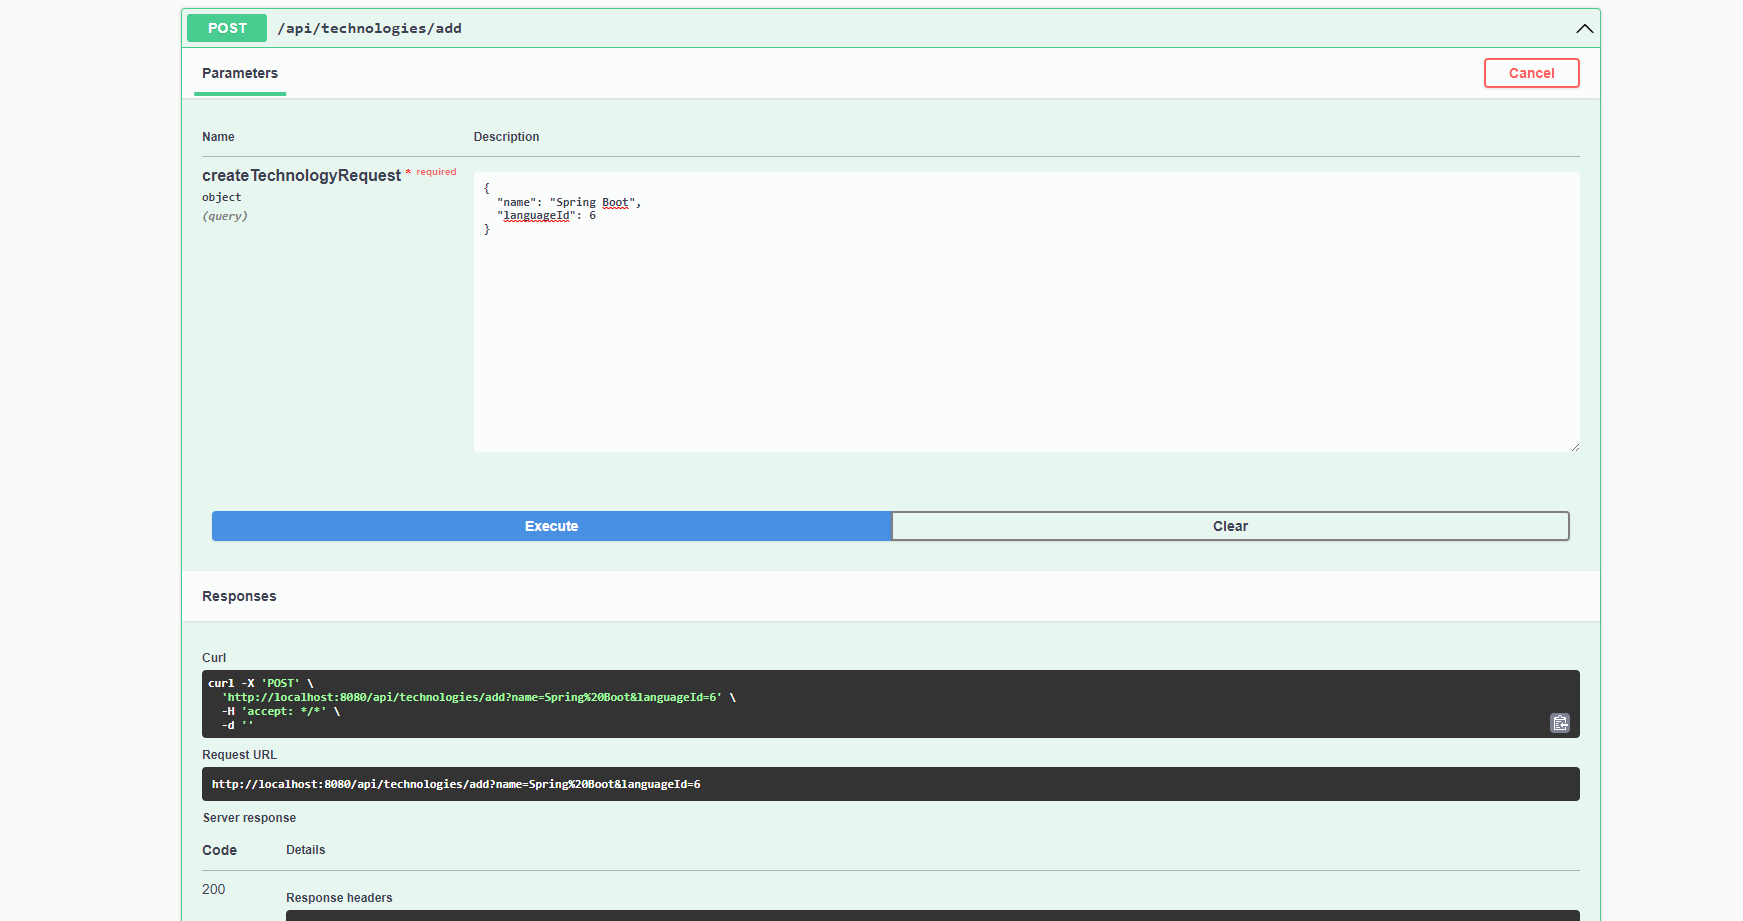 POST /api/technologies/add
Parameters
Cancel
Name Description
createTechnologyRequest * required
object
(query)
{
  "name": "Spring Boot",
  "languageId": 6
}
Execute Clear
Responses
Curl
curl -X 'POST' \
  'http://localhost:8080/api/technologies/add?name=Spring%20Boot&languageId=6' \
  -H 'accept: */*' \
  -d ''
Request URL
http://localhost:8080/api/technologies/add?name=Spring%20Boot&languageId=6
Server response
Code Details
200
Response headers